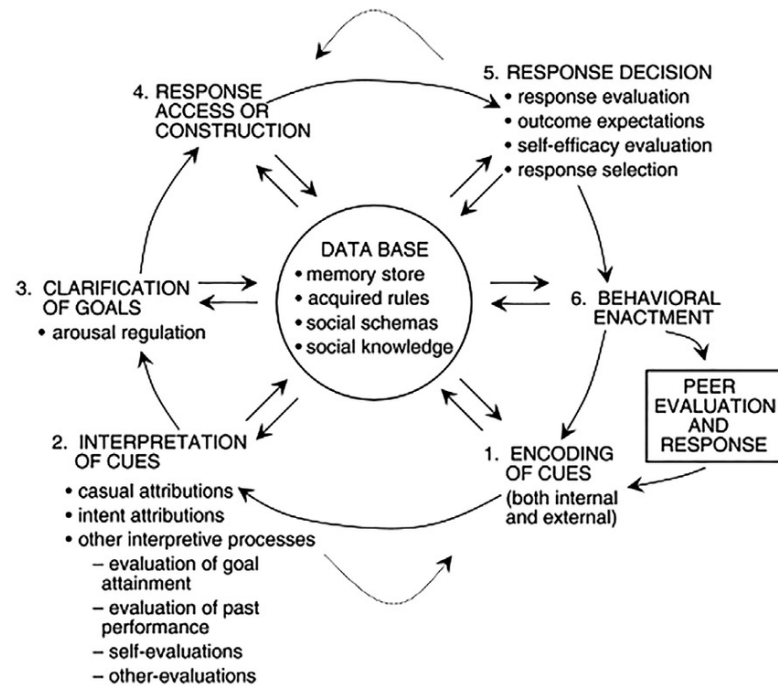 4. RESPONSE
ACCESS OR
CONSTRUCTION
5. RESPONSE DECISION
• response evaluation
• outcome expectations
• self-efficacy evaluation
• response selection
DATA BASE
• memory store
• acquired rules
• social schemas
• social knowledge
3. CLARIFICATION
OF GOALS
• arousal regulation
6. BEHAVIORAL
ENACTMENT
PEER
EVALUATION
AND
RESPONSE
2. INTERPRETATION
OF CUES
• casual attributions
• intent attributions
• other interpretive processes
– evaluation of goal
attainment
– evaluation of past
performance
– self-evaluations
– other-evaluations
1. ENCODING
OF CUES
(both internal
and external)